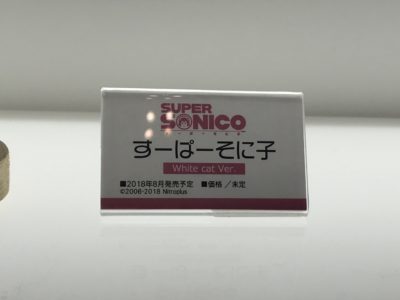 SUPER
SONICO
すーぱーそに子
White cat Ver.
■2018年8月発売予定 ■価格／未定
©2006-2018 Nitroplus